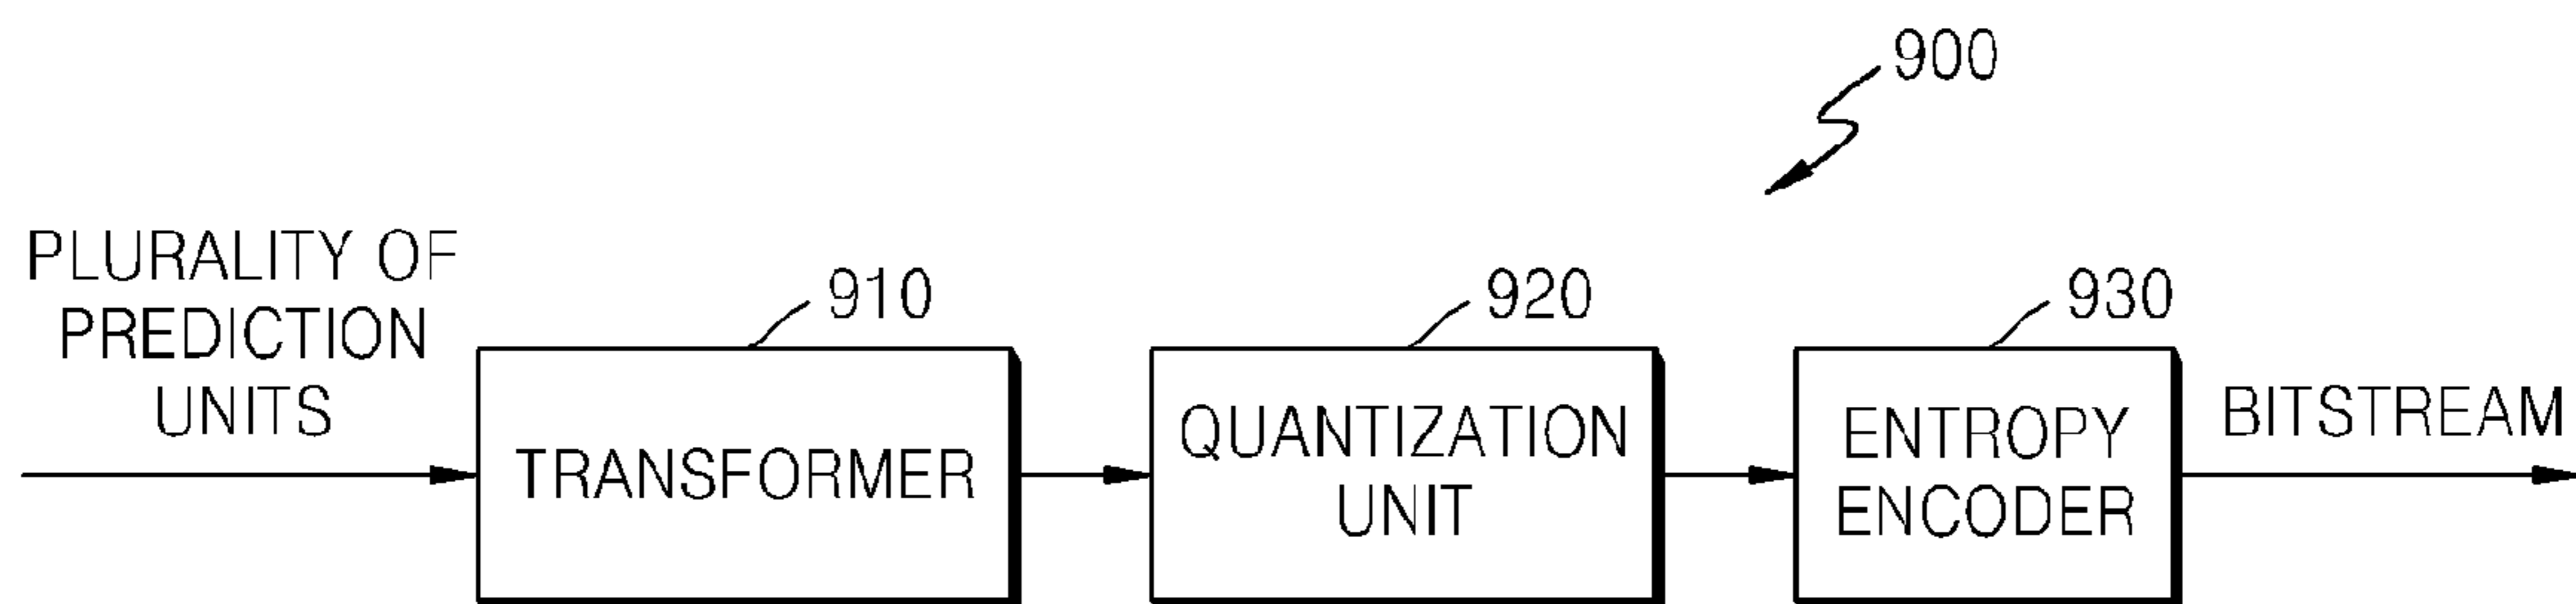 900
PLURALITY OF
PREDICTION
UNITS
910
920
930
TRANSFORMER
QUANTIZATION
UNIT
ENTROPY
ENCODER
BITSTREAM